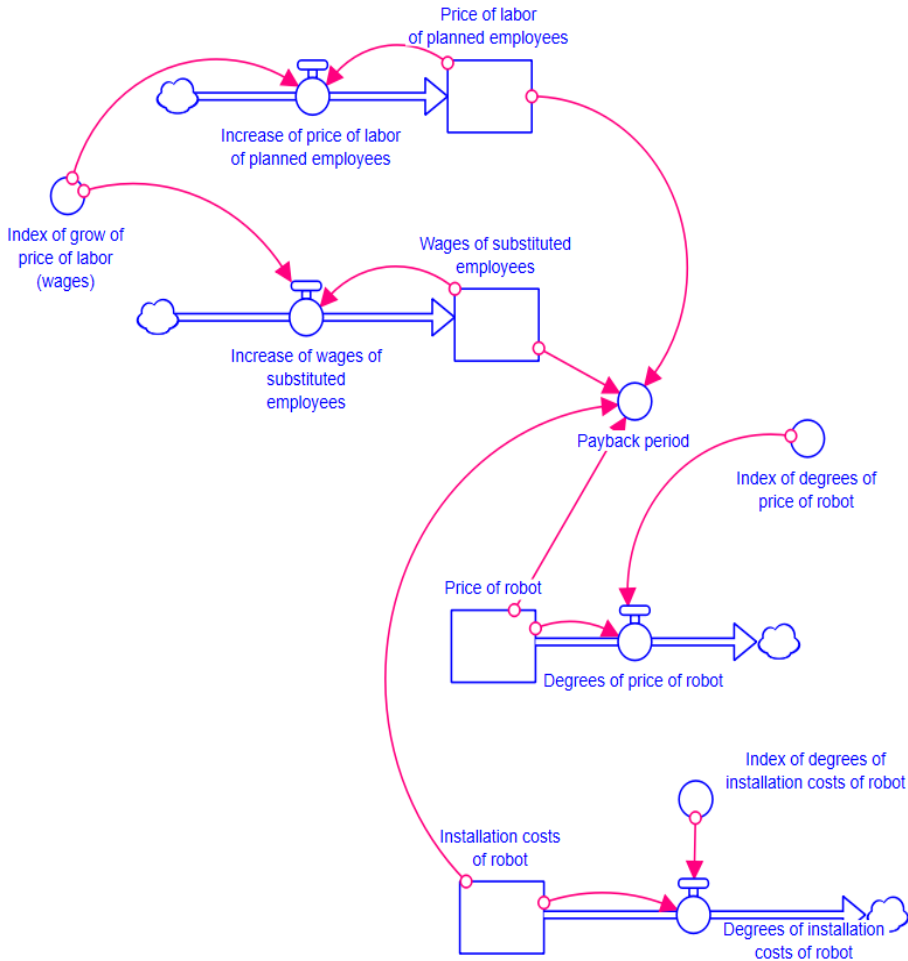 Price of labor
of planned employees
Increase of price of labor
of planned employees
Index of grow of
price of labor
(wages)
Wages of substituted
employees
Increase of wages of
substituted
employees
Payback period
Index of degrees of
price of robot
Price of robot
Degrees of price of robot
Index of degrees of
installation costs of robot
Installation costs
of robot
Degrees of installation
costs of robot